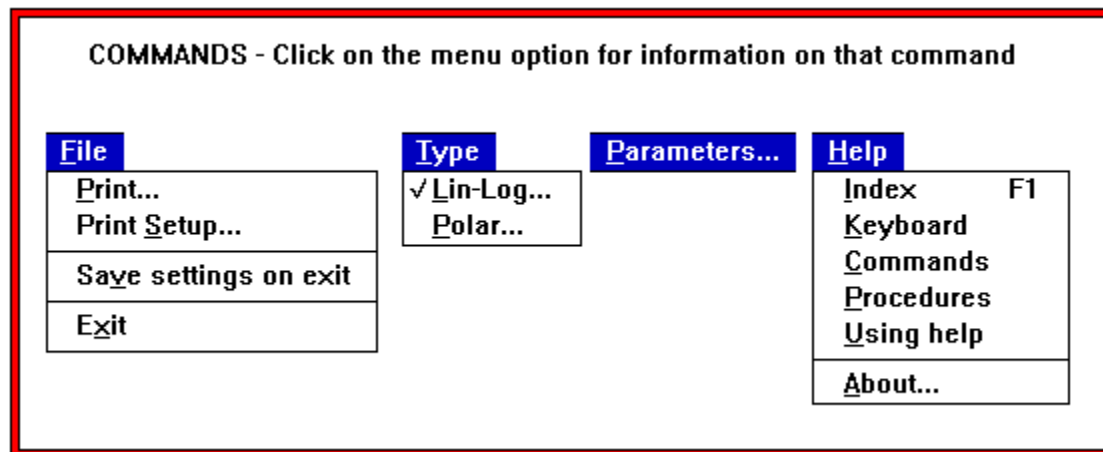 COMMANDS - Click on the menu option for information on that command
File
Print...
Print Setup...
Save settings on exit
Exit
Type
✓Lin-Log...
Polar...
Parameters...
Help
Index F1
Keyboard
Commands
Procedures
Using help
About...